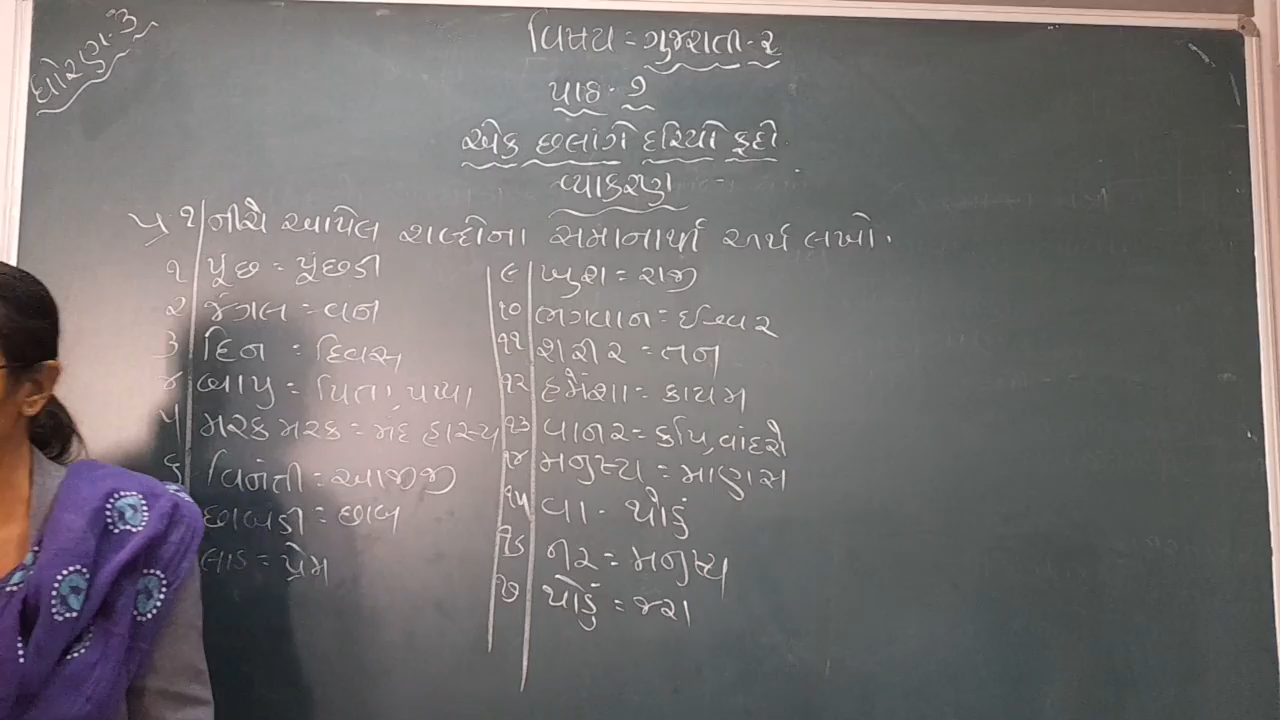 ધોરણ.૩
વિષય = ગુજરાતી-૨
પાઠ - ૭
એક છલાંગે દરિયો કૂદો.
વ્યાકરણ
પ્ર ૧ નીચે આપેલ શબ્દોના સમાનાર્થી અર્થ લખો.
૧ પૂંછ = પૂંછડી
૨ જંગલ = વન
૩ દિન = દિવસ
૪ બાપુ = પિતા, પપ્પા
૫ મરક મરક = મંદ હાસ્ય
૬ વિનંતી = આજીજી
છાબડી = છાબ
લાડ = પ્રેમ
૯ ખુશ = રાજી
૧૦ ભગવાન = ઈશ્વર
૧૧ શરીર = તન
૧૨ હંમેશા = કાયમ
૧૩ વાનર = કપિ, વાંદરો
૧૪ મનુષ્ય = માણસ
૧૫ વા - થોડું
૧૬ નર = મનુષ્ય
૧૭ થોડું = જરા